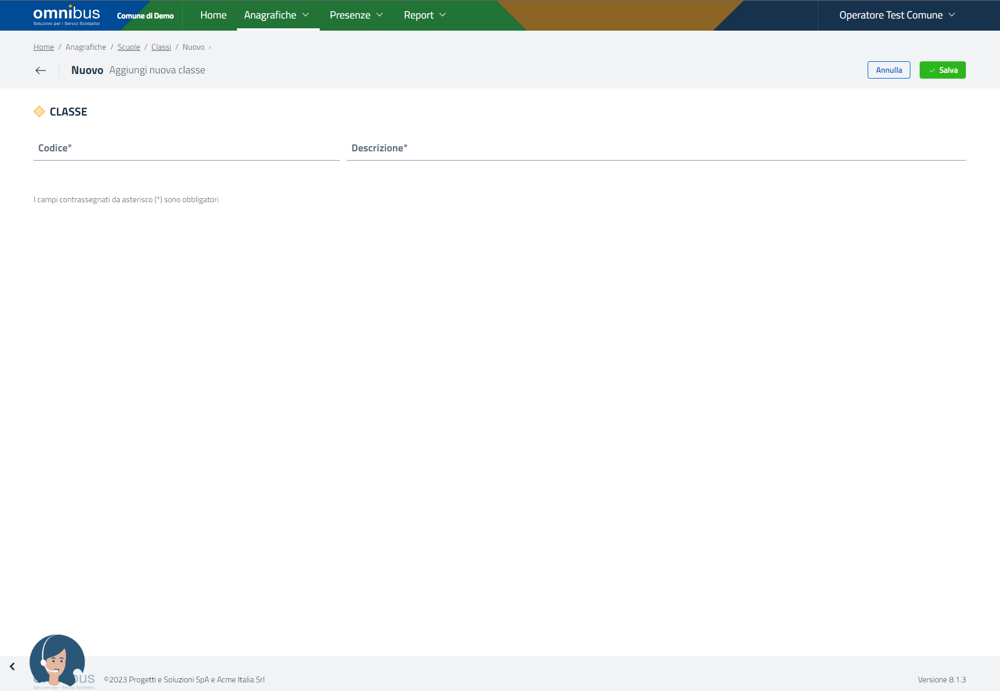 omnibus
Soluzioni per i Servizi Scolastici
Comune di Demo
Home
Anagrafiche
Presenze
Report
Operatore Test Comune
Home / Anagrafiche / Scuole / Classi / Nuovo ›
Nuovo Aggiungi nuova classe
Annulla
Salva
CLASSE
Codice*
Descrizione*
I campi contrassegnati da asterisco (*) sono obbligatori
bus
Soluzioni per i Servizi Scolastici
©2023 Progetti e Soluzioni SpA e Acme Italia Srl
Versione 8.1.3